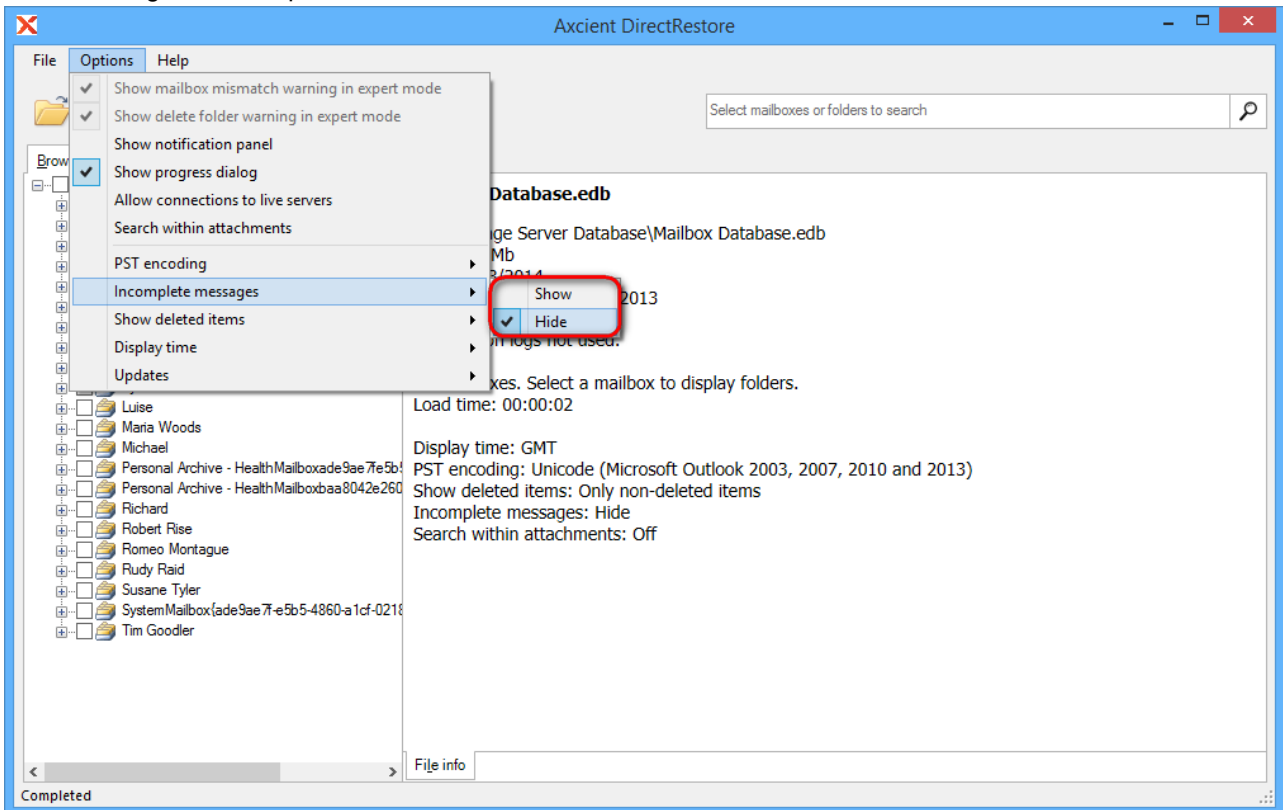 Axcient DirectRestore
File Options Help
Show mailbox mismatch warning in expert mode
Show delete folder warning in expert mode
Show notification panel
Show progress dialog
Allow connections to live servers
Search within attachments
PST encoding
Incomplete messages
Show deleted items
Display time
Updates
Show
Hide
Select mailboxes or folders to search
Brow
Luise
Maria Woods
Michael
Personal Archive - HealthMailboxade9ae7fe5b5
Personal Archive - HealthMailboxbaa8042e260
Richard
Robert Rise
Romeo Montague
Rudy Raid
Susane Tyler
SystemMailbox{ade9ae7f-e5b5-4860-a1cf-0218
Tim Goodler
Database.edb
ge Server Database\Mailbox Database.edb
Mb
2013
on logs not used.
xes. Select a mailbox to display folders.
Load time: 00:00:02
Display time: GMT
PST encoding: Unicode (Microsoft Outlook 2003, 2007, 2010 and 2013)
Show deleted items: Only non-deleted items
Incomplete messages: Hide
Search within attachments: Off
File info
Completed